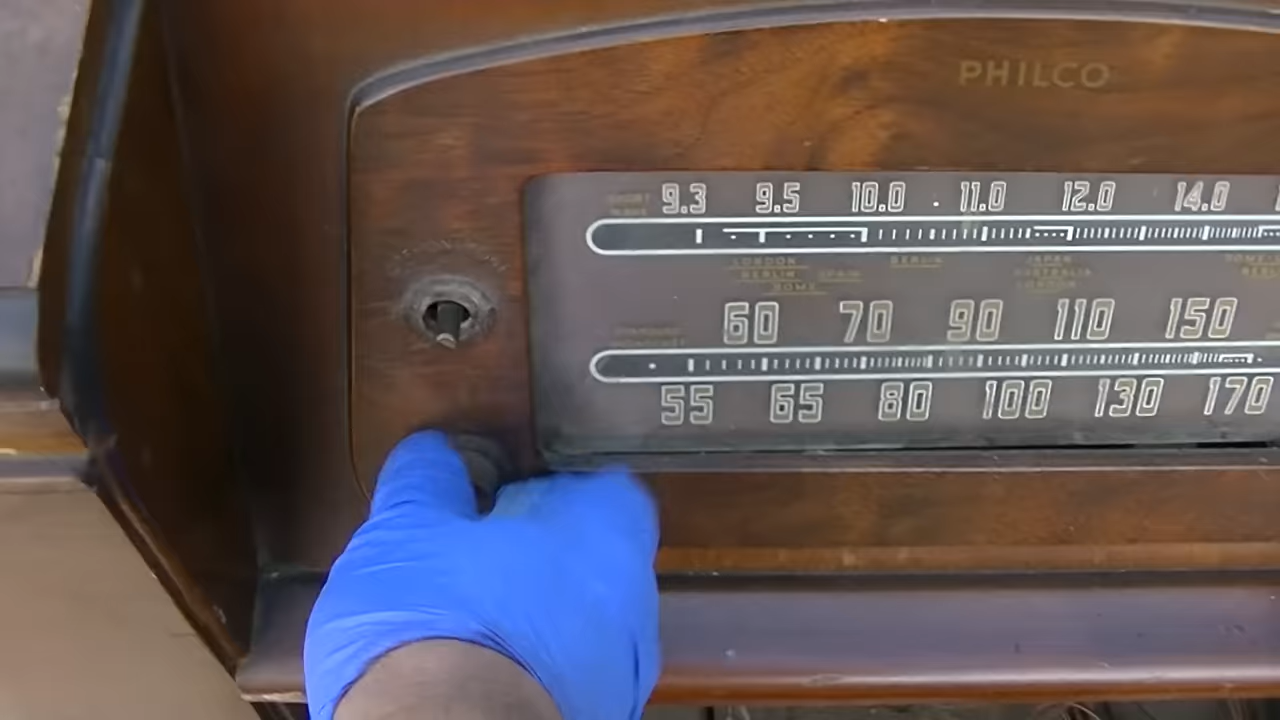 PHILCO
SHORT WAVE
9.3 9.5 10.0 11.0 12.0 14.0
LONDON BERLIN JAPAN ROME
BERLIN SPAIN AUSTRALIA
ROME LONDON
60 70 90 110 150
STANDARD BROADCAST
55 65 80 100 130 170